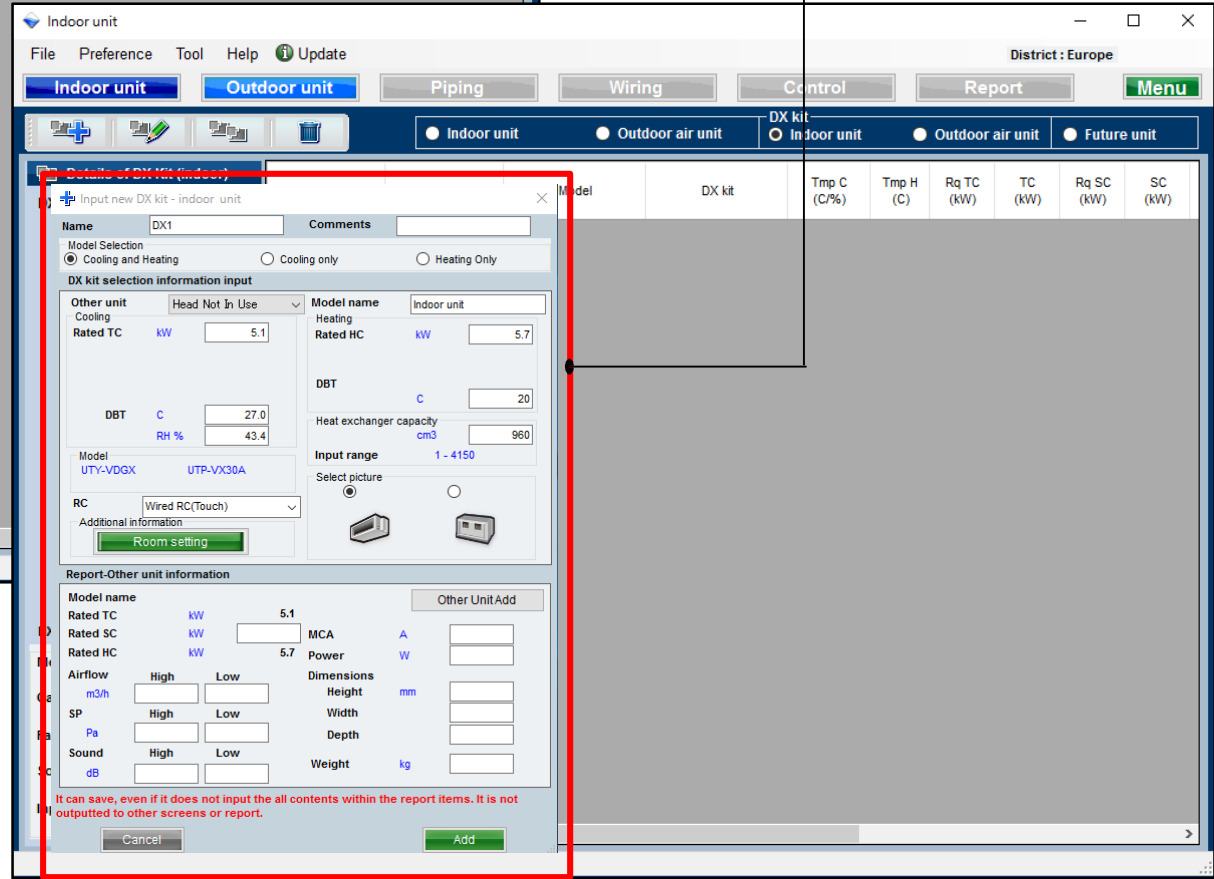 Indoor unit
File Preference Tool Help Update District : Europe
Indoor unit Outdoor unit Piping Wiring Control Report Menu
DX kit
Indoor unit Outdoor air unit Indoor unit Outdoor air unit Future unit
Details of DX Kit (indoor)
Model DX kit Tmp C (C/%) Tmp H (C) Rq TC (kW) TC (kW) Rq SC (kW) SC (kW)
Input new DX kit - indoor unit
Name DX1 Comments
Model Selection
Cooling and Heating Cooling only Heating Only
DX kit selection information input
Other unit Head Not In Use Model name Indoor unit
Cooling Heating
Rated TC kW 5.1 Rated HC kW 5.7
DBT
C 20
DBT C 27.0
Heat exchanger capacity
RH % 43.4 cm3 960
Model Input range 1 - 4150
UTY-VDGX UTP-VX30A
Select picture
RC Wired RC(Touch)
Additional information
Room setting
Report-Other unit information
Model name Other Unit Add
Rated TC kW 5.1
Rated SC kW MCA A
Rated HC kW 5.7 Power W
Airflow High Low Dimensions
m3/h Height mm
SP High Low Width
Pa Depth
Sound High Low
dB Weight kg
It can save, even if it does not input the all contents within the report items. It is not
outputted to other screens or report.
Cancel Add